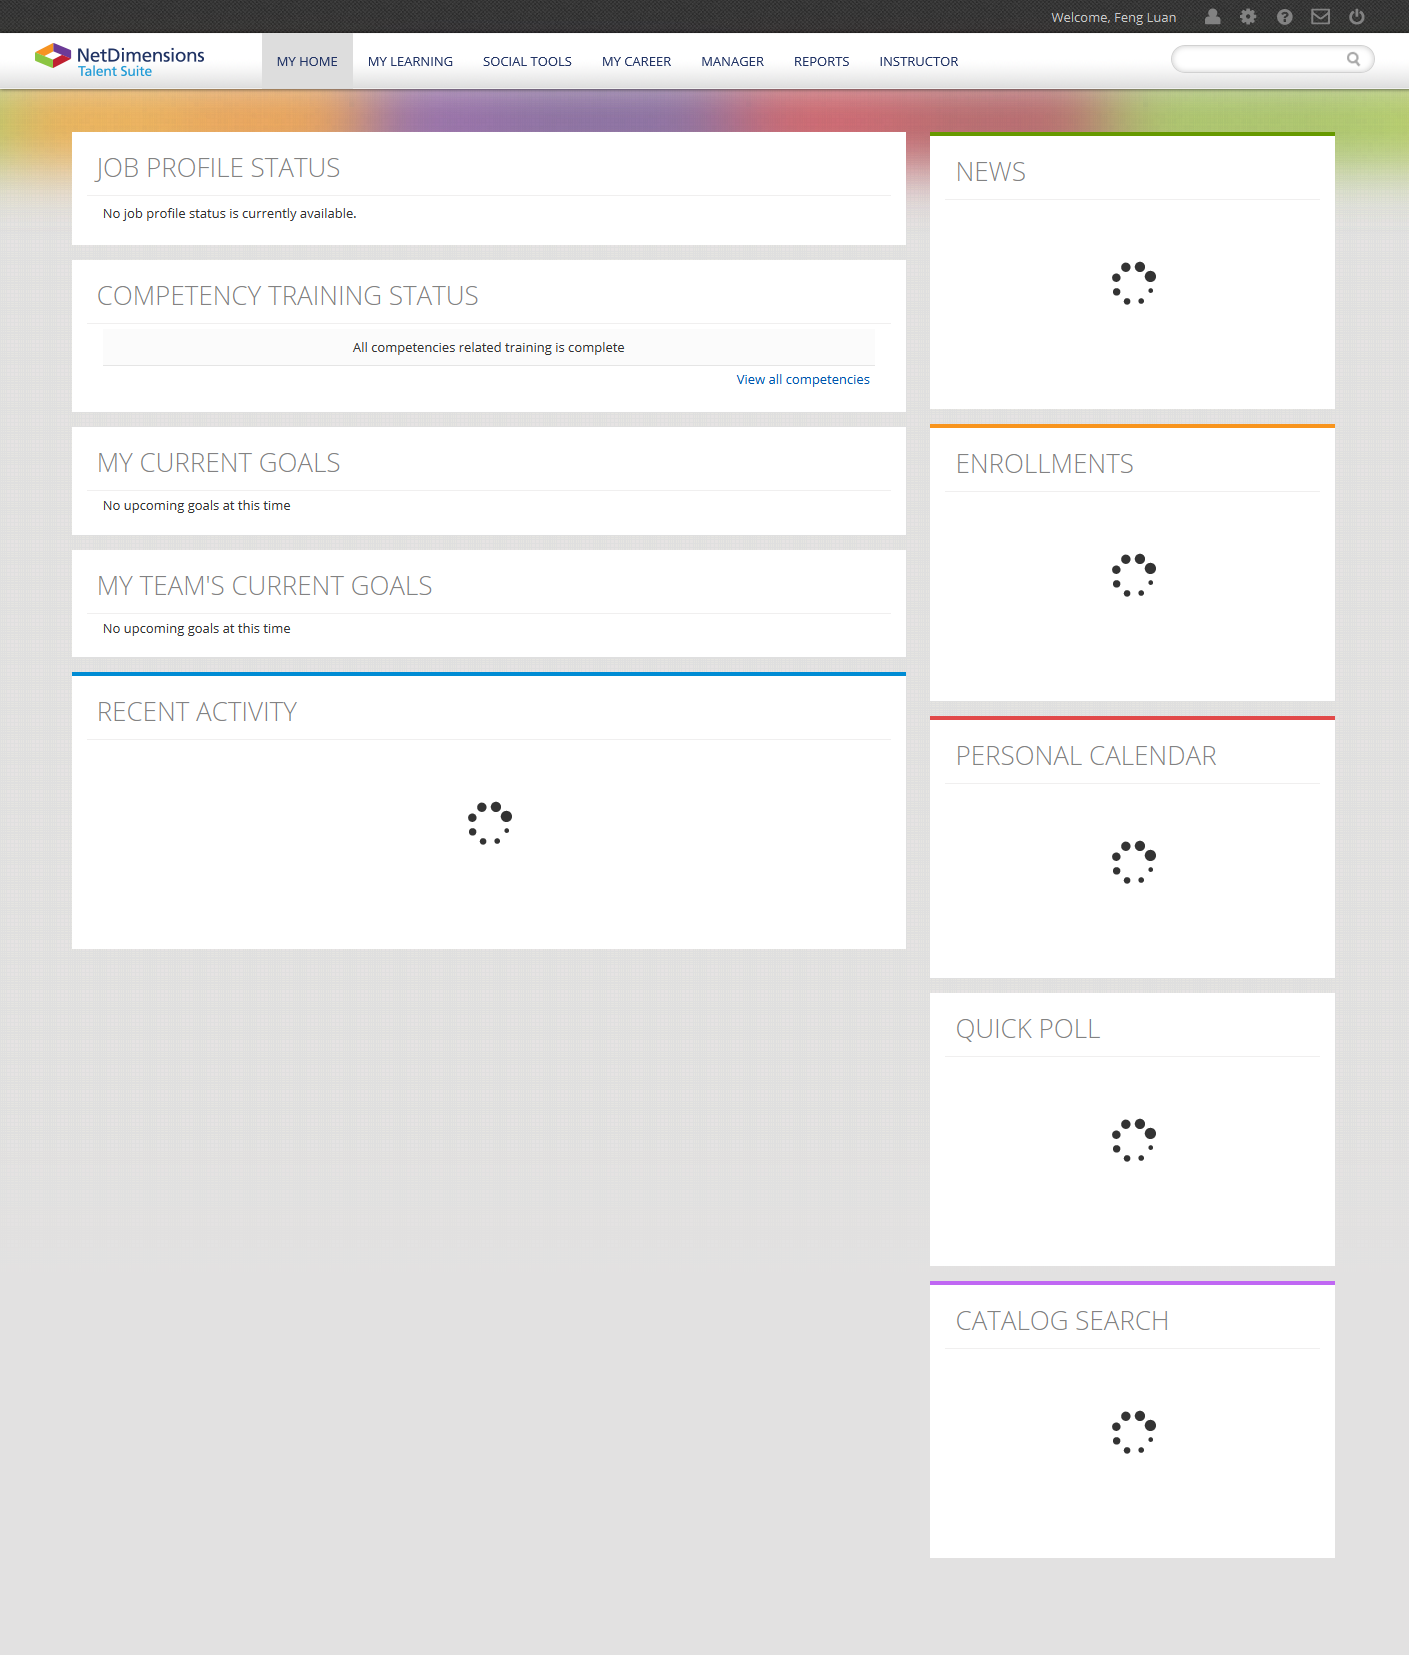 Welcome, Feng Luan
NetDimensions
Talent Suite
MY HOME MY LEARNING SOCIAL TOOLS MY CAREER MANAGER REPORTS INSTRUCTOR
JOB PROFILE STATUS
No job profile status is currently available.
COMPETENCY TRAINING STATUS
All competencies related training is complete
View all competencies
MY CURRENT GOALS
No upcoming goals at this time
MY TEAM'S CURRENT GOALS
No upcoming goals at this time
RECENT ACTIVITY
NEWS
ENROLLMENTS
PERSONAL CALENDAR
QUICK POLL
CATALOG SEARCH